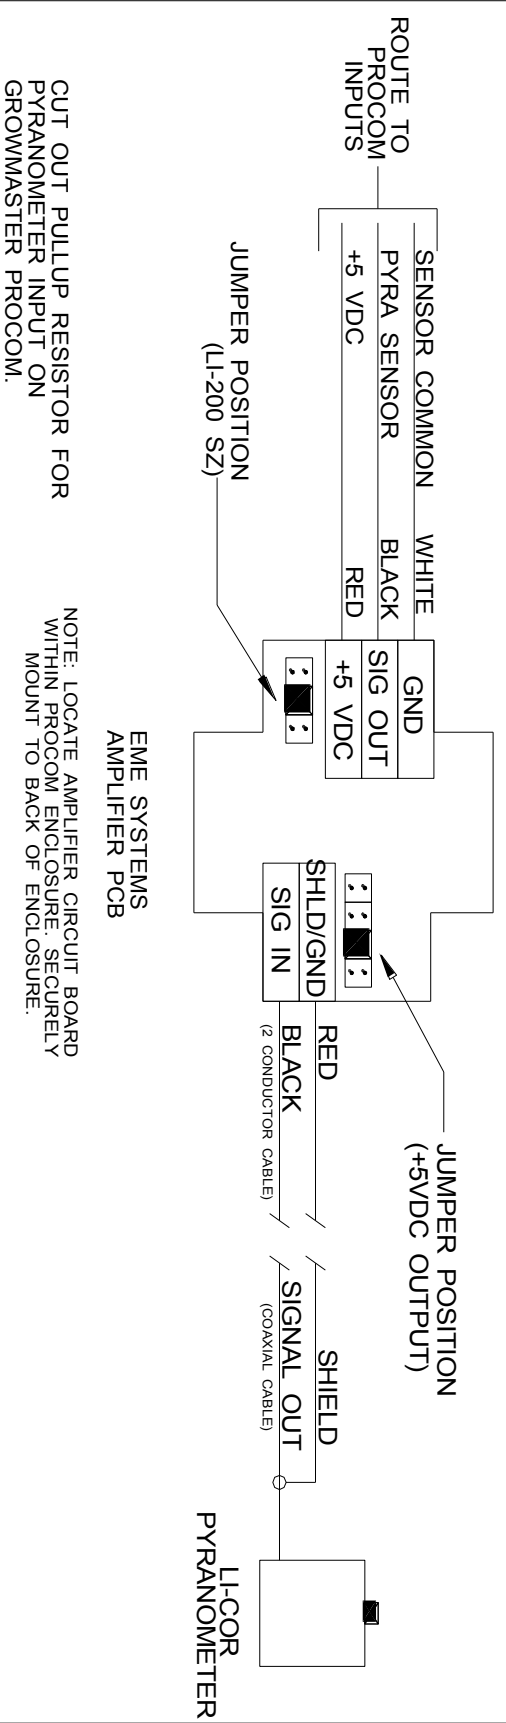 ROUTE TO
PROCOM
INPUTS
SENSOR COMMON
WHITE
PYRA SENSOR
BLACK
+5 VDC
RED
GND
SIG OUT
+5 VDC
JUMPER POSITION
(LI-200 SZ)
SHLD/GND
SIG IN
JUMPER POSITION
(+5VDC OUTPUT)
RED
BLACK
(2 CONDUCTOR CABLE)
SHIELD
SIGNAL OUT
(COAXIAL CABLE)
LI-COR
PYRANOMETER
EME SYSTEMS
AMPLIFIER PCB
CUT OUT PULLUP RESISTOR FOR
PYRANOMETER INPUT ON
GROWMASTER PROCOM.
NOTE: LOCATE AMPLIFIER CIRCUIT BOARD
WITHIN PROCOM ENCLOSURE. SECURELY
MOUNT TO BACK OF ENCLOSURE.